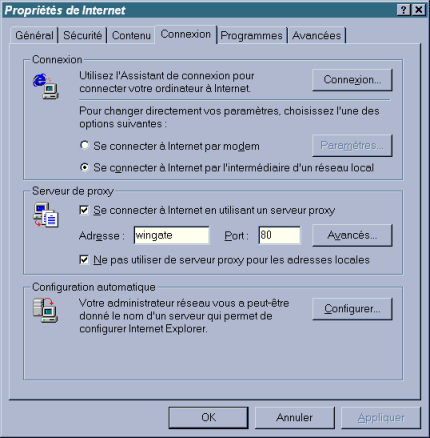 Propriétés de Internet
Général Sécurité Contenu Connexion Programmes Avancées
Connexion
Utilisez l'Assistant de connexion pour
connecter votre ordinateur à Internet.
Connexion...
Pour changer directement vos paramètres, choisissez l'une des
options suivantes :
Se connecter à Internet par modem
Paramètres...
Se connecter à Internet par l'intermédiaire d'un réseau local
Serveur de proxy
Se connecter à Internet en utilisant un serveur proxy
Adresse : wingate Port : 80 Avancés...
Ne pas utiliser de serveur proxy pour les adresses locales
Configuration automatique
Votre administrateur réseau vous a peut-être
donné le nom d'un serveur qui permet de
configurer Internet Explorer.
Configurer...
OK Annuler Appliquer